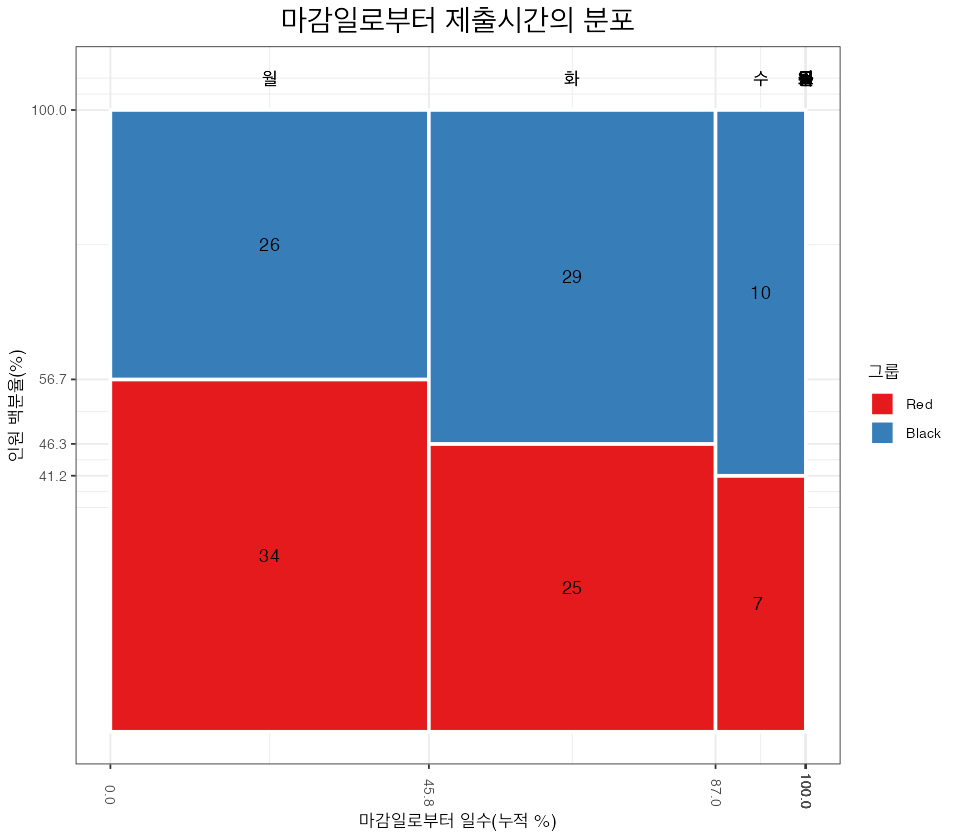 마감일로부터 제출시간의 분포
월 화 수
100.0
26
29
10
56.7
46.3
41.2
34
25
7
인원 백분율(%)
그룹
Red
Black
0.0 45.8 87.0 100.0
마감일로부터 일수(누적 %)